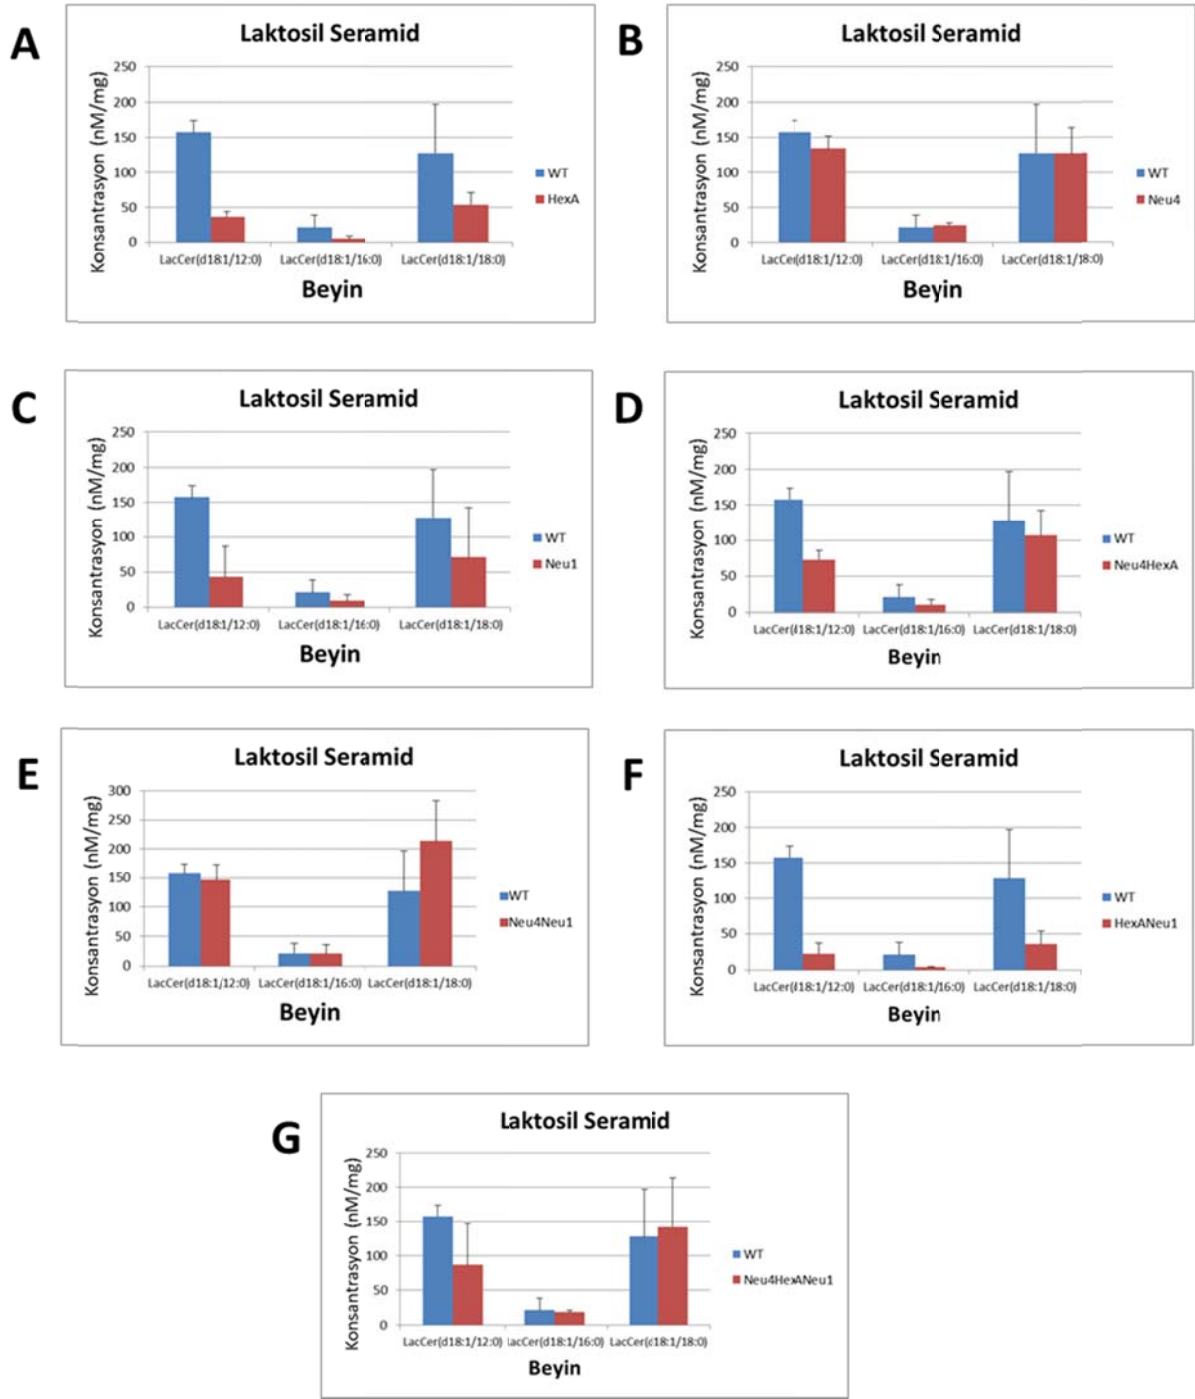 A
Laktosil Seramid
Konsantrasyon (nM/mg)
250
200
150
100
50
0
LacCer(d18:1/12:0) LacCer(d18:1/16:0) LacCer(d18:1/18:0)
Beyin
WT
HexA
B
Laktosil Seramid
Konsantrasyon (nM/mg)
250
200
150
100
50
0
LacCer(d18:1/12:0) LacCer(d18:1/16:0) LacCer(d18:1/18:0)
Beyin
WT
Neu4
C
Laktosil Seramid
Konsantrasyon (nM/mg)
250
200
150
100
50
0
LacCer(d18:1/12:0) LacCer(d18:1/16:0) LacCer(d18:1/18:0)
Beyin
WT
Neu1
D
Laktosil Seramid
Konsantrasyon (nM/mg)
250
200
150
100
50
0
LacCer(d18:1/12:0) LacCer(d18:1/16:0) LacCer(d18:1/18:0)
Beyin
WT
Neu4HexA
E
Laktosil Seramid
Konsantrasyon (nM/mg)
300
250
200
150
100
50
0
LacCer(d18:1/12:0) LacCer(d18:1/16:0) LacCer(d18:1/18:0)
Beyin
WT
Neu4Neu1
F
Laktosil Seramid
Konsantrasyon (nM/mg)
250
200
150
100
50
0
LacCer(d18:1/12:0) LacCer(d18:1/16:0) LacCer(d18:1/18:0)
Beyin
WT
HexANeu1
G
Laktosil Seramid
Konsantrasyon (nM/mg)
250
200
150
100
50
0
LacCer(d18:1/12:0) LacCer(d18:1/16:0) LacCer(d18:1/18:0)
Beyin
WT
Neu4HexANeu1